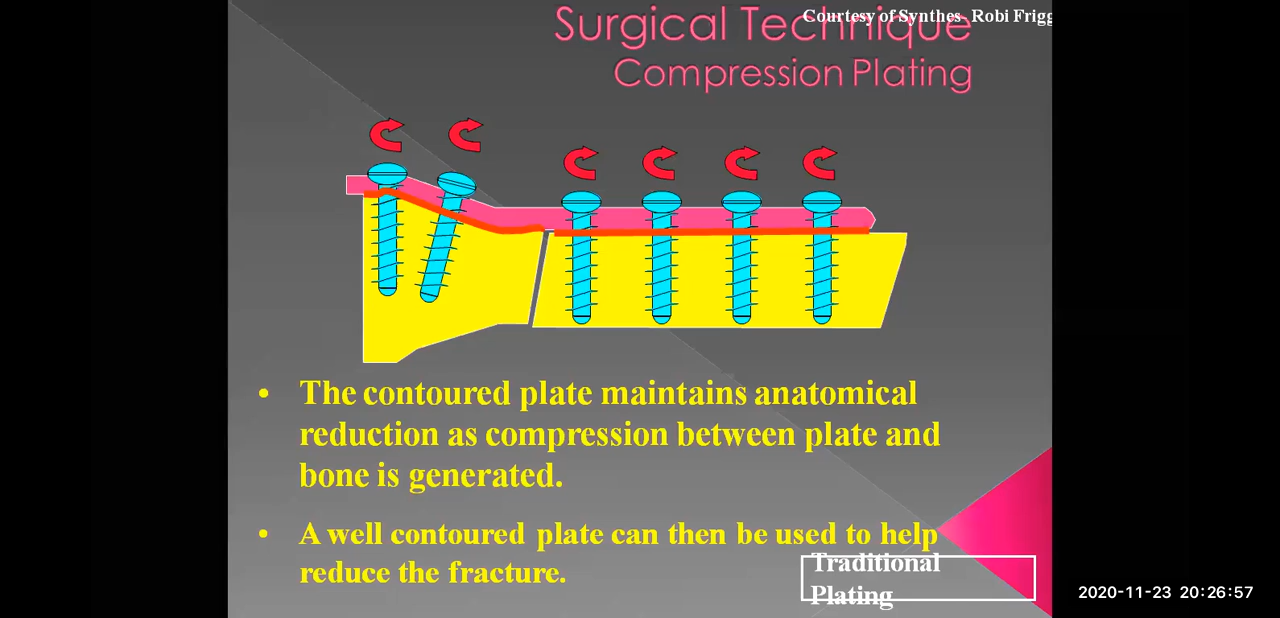 Courtesy of Synthes- Robi Frigg
Surgical Technique
Compression Plating
• The contoured plate maintains anatomical
reduction as compression between plate and
bone is generated.
• A well contoured plate can then be used to help
reduce the fracture.
Traditional
Plating
2020-11-23 20:26:57